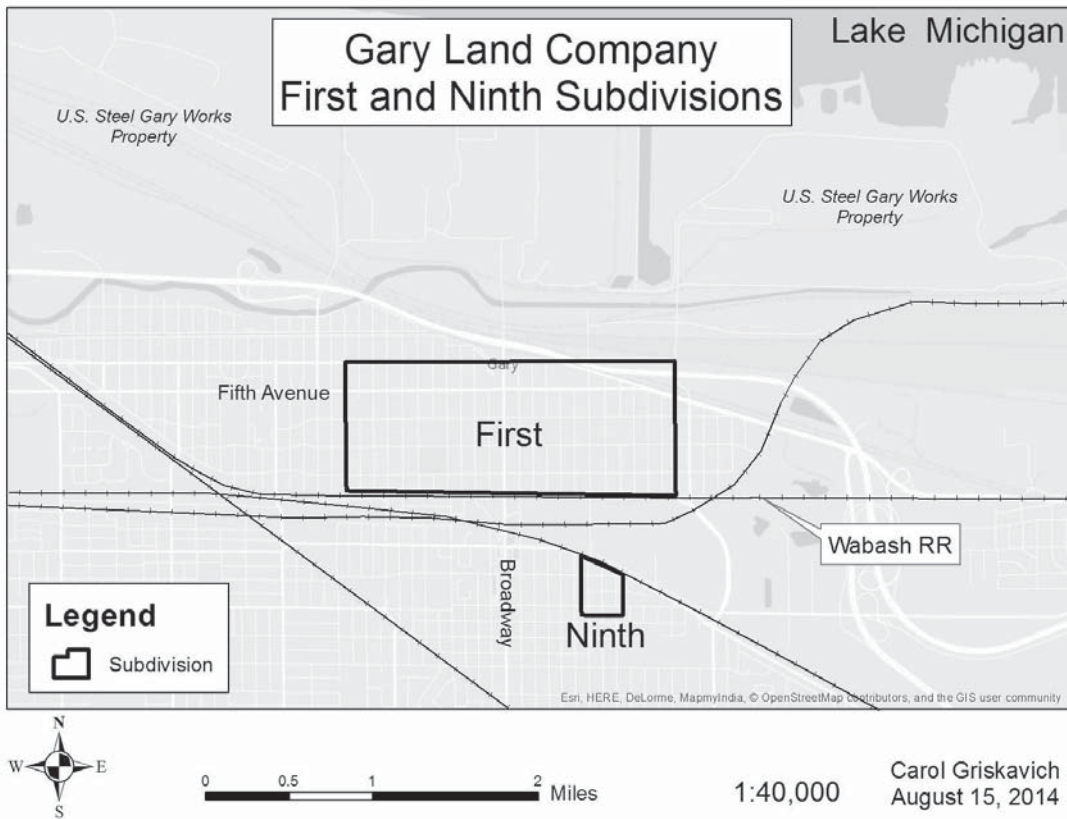 Lake Michigan
Gary Land Company
First and Ninth Subdivisions
U.S. Steel Gary Works
Property
U.S. Steel Gary Works
Property
Gary
Fifth Avenue
First
Wabash RR
Broadway
Ninth
Legend
Subdivision
Esri, HERE, DeLorme, MapmyIndia, © OpenStreetMap contributors, and the GIS user community
N
W E
S
0 0.5 1 2 Miles
1:40,000
Carol Griskavich
August 15, 2014